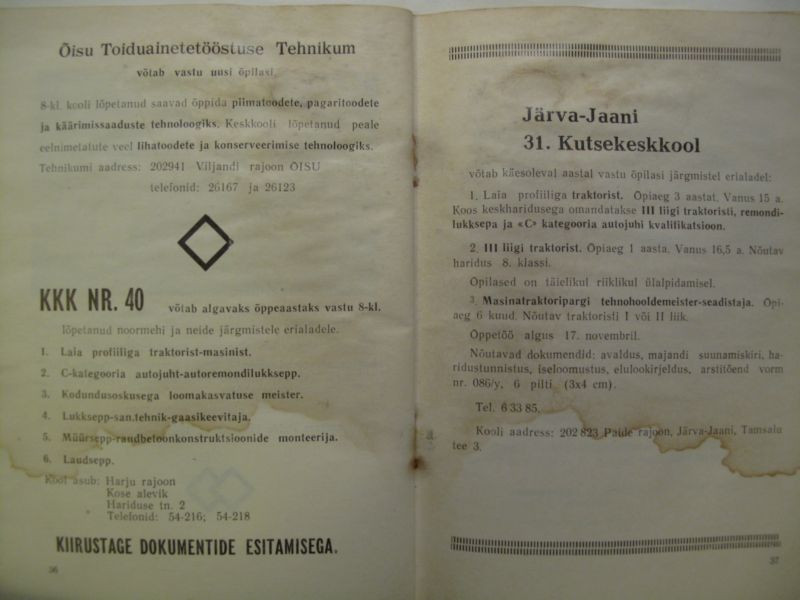 Õisu Toiduainetetööstuse Tehnikum
võtab vastu uusi õpilasi.
8-kl. kooli lõpetanud saavad õppida piimatoodete, pagaritoodete
ja käärimissaaduste tehnoloogiks. Keskkooli lõpetanud peale
eelnimetatute veel lihatoodete ja konserveerimise tehnoloogiks.
Tehnikumi aadress: 202941 Viljandi rajoon ÕISU
telefonid: 26167 ja 26123
KKK NR. 40 võtab algavaks õppeaastaks vastu 8-kl.
lõpetanud noormehi ja neide järgmistele erialadele.
1. Laia profiiliga traktorist-masinist.
2. C-kategooria autojuht-autoremondilukksepp.
3. Kodundusoskusega loomakasvatuse meister.
4. Lukksepp-san.tehnik-gaasikeevitaja.
5. Müürsepp-raudbetoonkonstruktsioonide monteerija.
6. Laudsepp.
Kool asub: Harju rajoon
Kose alevik
Hariduse tn. 2
Telefonid: 54-216; 54-218
KIIRUSTAGE DOKUMENTIDE ESITAMISEGA.
36
Järva-Jaani
31. Kutsekeskkool
võtab käesoleval aastal vastu õpilasi järgmistel erialadel:
1. Laia profiiliga traktorist. Õpiaeg 3 aastat. Vanus 15 a.
Koos keskharidusega omandatakse III liigi traktoristi, remondi-
lukksepa ja «C» kategooria autojuhi kvalifikatsioon.
2. III liigi traktorist. Õpiaeg 1 aasta. Vanus 16,5 a. Nõutav
haridus 8. klassi.
Õpilased on täielikul riiklikul ülalpidamisel.
3. Masinatraktoripargi tehnohooldemeister-seadistaja. Õpi-
aeg 6 kuud. Nõutav traktoristi I või II liik.
Õppetöö algus 17. novembril.
Nõutavad dokumendid: avaldus, majandi suunamiskiri, ha-
ridustunnistus, iseloomustus, elulookirjeldus, arstitõend vorm
nr. 086/y, 6 pilti (3x4 cm).
Tel. 6 33 85.
Kooli aadress: 202 823 Paide rajoon, Järva-Jaani, Tamsalu
tee 3.
37